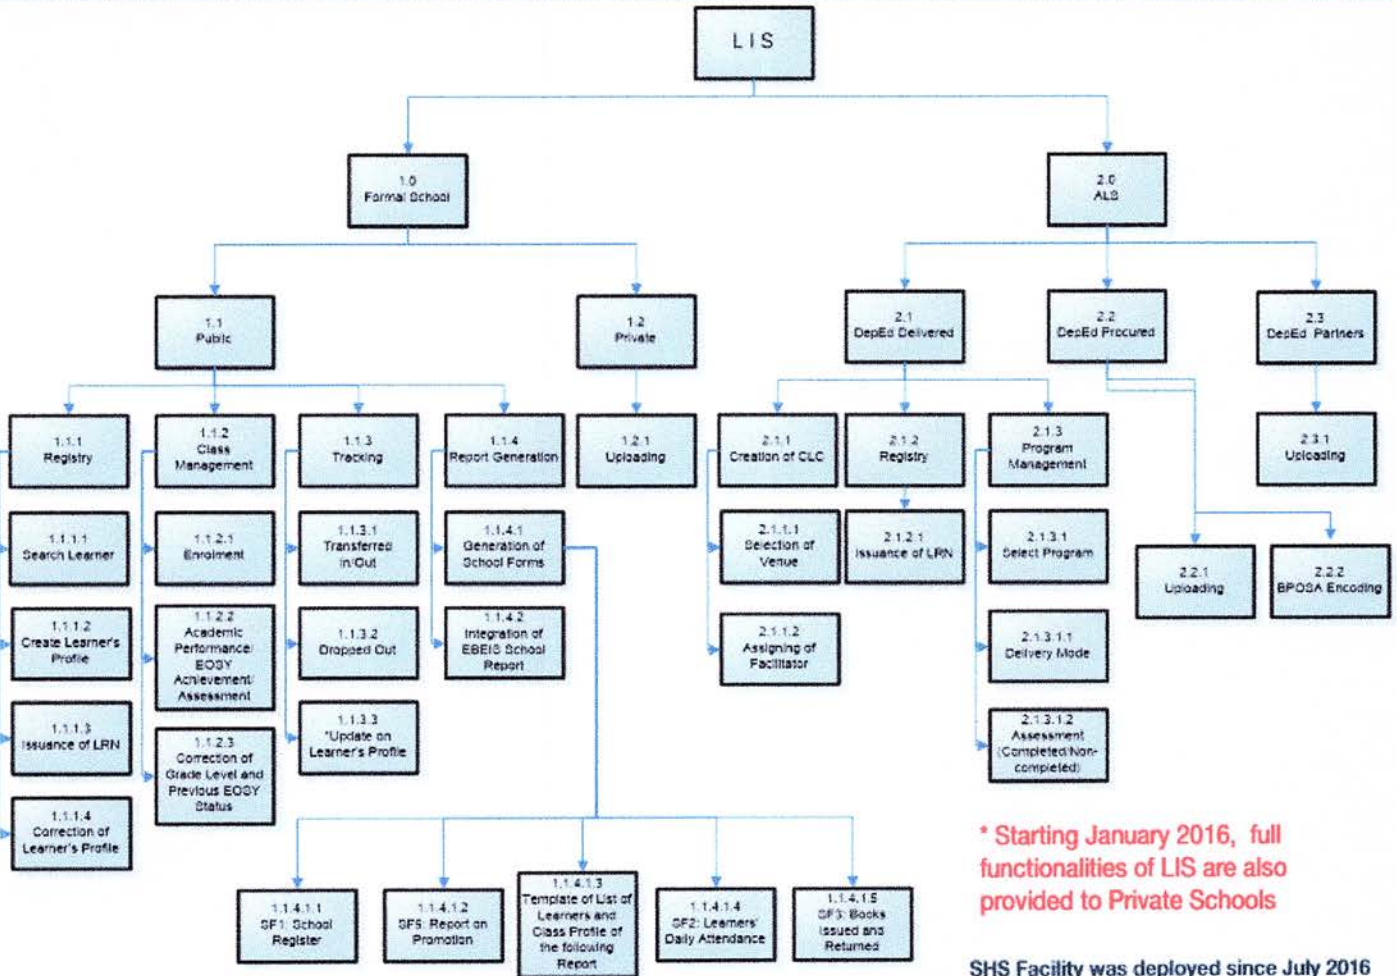 LIS
1.0
Formal School
2.0
ALS
1.1
Public
1.2
Private
2.1
DepEd Delivered
2.2
DepEd Procured
2.3
DepEd Partners
1.1.1
Registry
1.1.2
Class
Management
1.1.3
Tracking
1.1.4
Report Generation
1.2.1
Uploading
2.1.1
Creation of CLC
2.1.2
Registry
2.1.3
Program
Management
2.3.1
Uploading
1.1.1.1
Search Learner
1.1.2.1
Enrolment
1.1.3.1
Transferred
In/Out
1.1.4.1
Generation of
School Forms
2.1.1.1
Selection of
Venue
2.1.2.1
Issuance of LRN
2.1.3.1
Select Program
2.2.1
Uploading
2.2.2
BPOSA Encoding
1.1.1.2
Create Learner's
Profile
1.1.2.2
Academic
Performance/
EOSY
Achievement/
Assessment
1.1.3.2
Dropped Out
1.1.4.2
Integration of
EBEIS School
Report
2.1.1.2
Assigning of
Facilitator
2.1.3.1.1
Delivery Mode
1.1.1.3
Issuance of LRN
1.1.2.3
Correction of
Grade Level and
Previous EOSY
Status
1.1.3.3
*Update on
Learner's Profile
2.1.3.1.2
Assessment
(Completed/Non-
completed)
1.1.1.4
Correction of
Learner's Profile
1.1.4.1.1
SF1: School
Register
1.1.4.1.2
SF5: Report on
Promotion
1.1.4.1.3
Template of List of
Learners and
Class Profile of
the following
Report
1.1.4.1.4
SF2: Learners'
Daily Attendance
1.1.4.1.5
SF3: Books
Issued and
Returned
* Starting January 2016, full
functionalities of LIS are also
provided to Private Schools
SHS Facility was deployed since July 2016